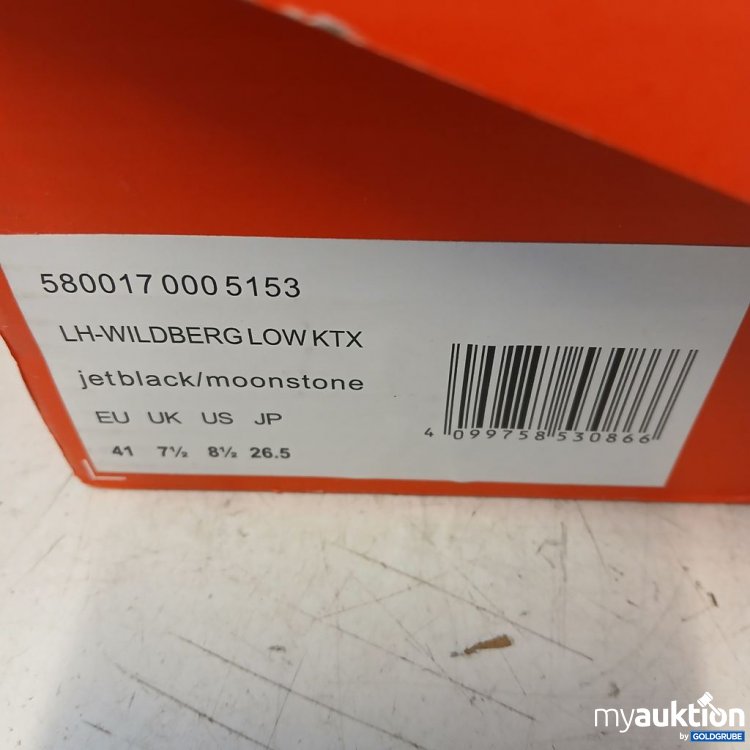 580017 000 5153
LH-WILDBERG LOW KTX
jetblack/moonstone
EU UK US JP
41 7½ 8½ 26.5
4 099758 530866
myauktion
by GOLDGRUBE